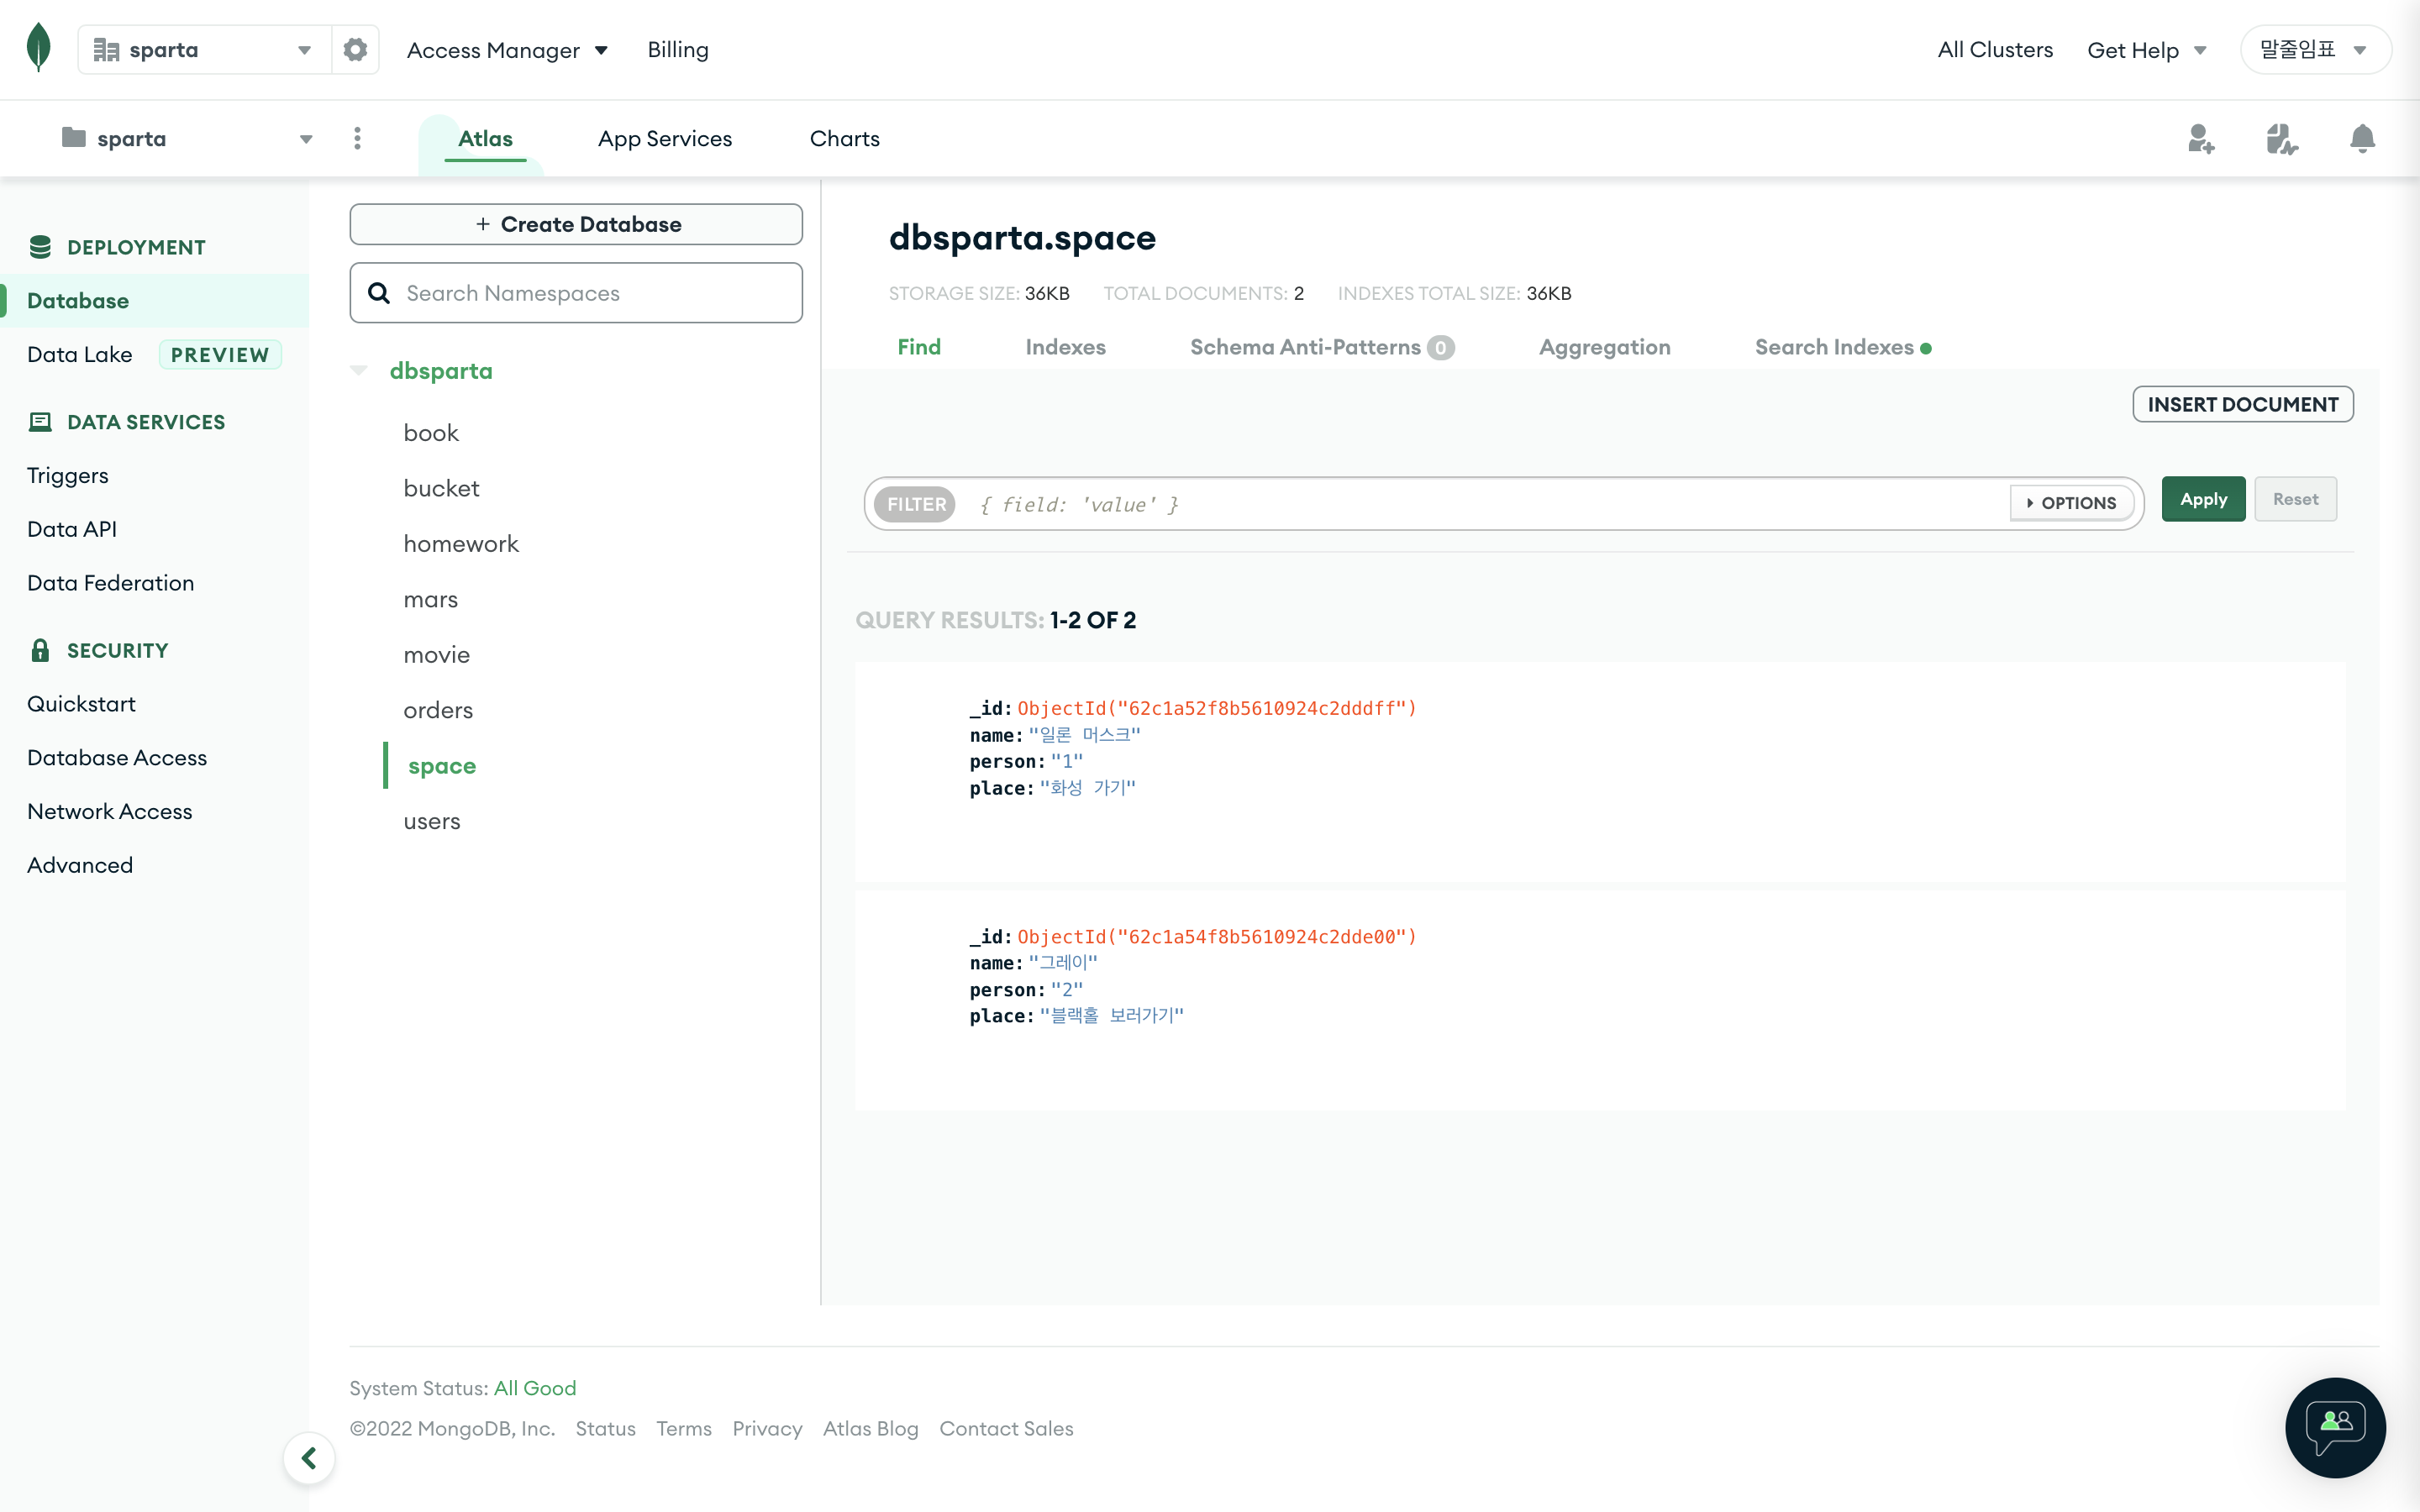 sparta
Access Manager
Billing
All Clusters
Get Help
말줄임표
sparta
Atlas
App Services
Charts
DEPLOYMENT
Database
Data Lake PREVIEW
DATA SERVICES
Triggers
Data API
Data Federation
SECURITY
Quickstart
Database Access
Network Access
Advanced
+ Create Database
Search Namespaces
dbsparta
book
bucket
homework
mars
movie
orders
space
users
dbsparta.space
STORAGE SIZE: 36KB TOTAL DOCUMENTS: 2 INDEXES TOTAL SIZE: 36KB
Find Indexes Schema Anti-Patterns 0 Aggregation Search Indexes
INSERT DOCUMENT
FILTER { field: 'value' } OPTIONS Apply Reset
QUERY RESULTS: 1-2 OF 2
_id: ObjectId("62c1a52f8b5610924c2dddff")
name: "일론 머스크"
person: "1"
place: "화성 가기"
_id: ObjectId("62c1a54f8b5610924c2dde00")
name: "그레이"
person: "2"
place: "블랙홀 보러가기"
System Status: All Good
©2022 MongoDB, Inc. Status Terms Privacy Atlas Blog Contact Sales